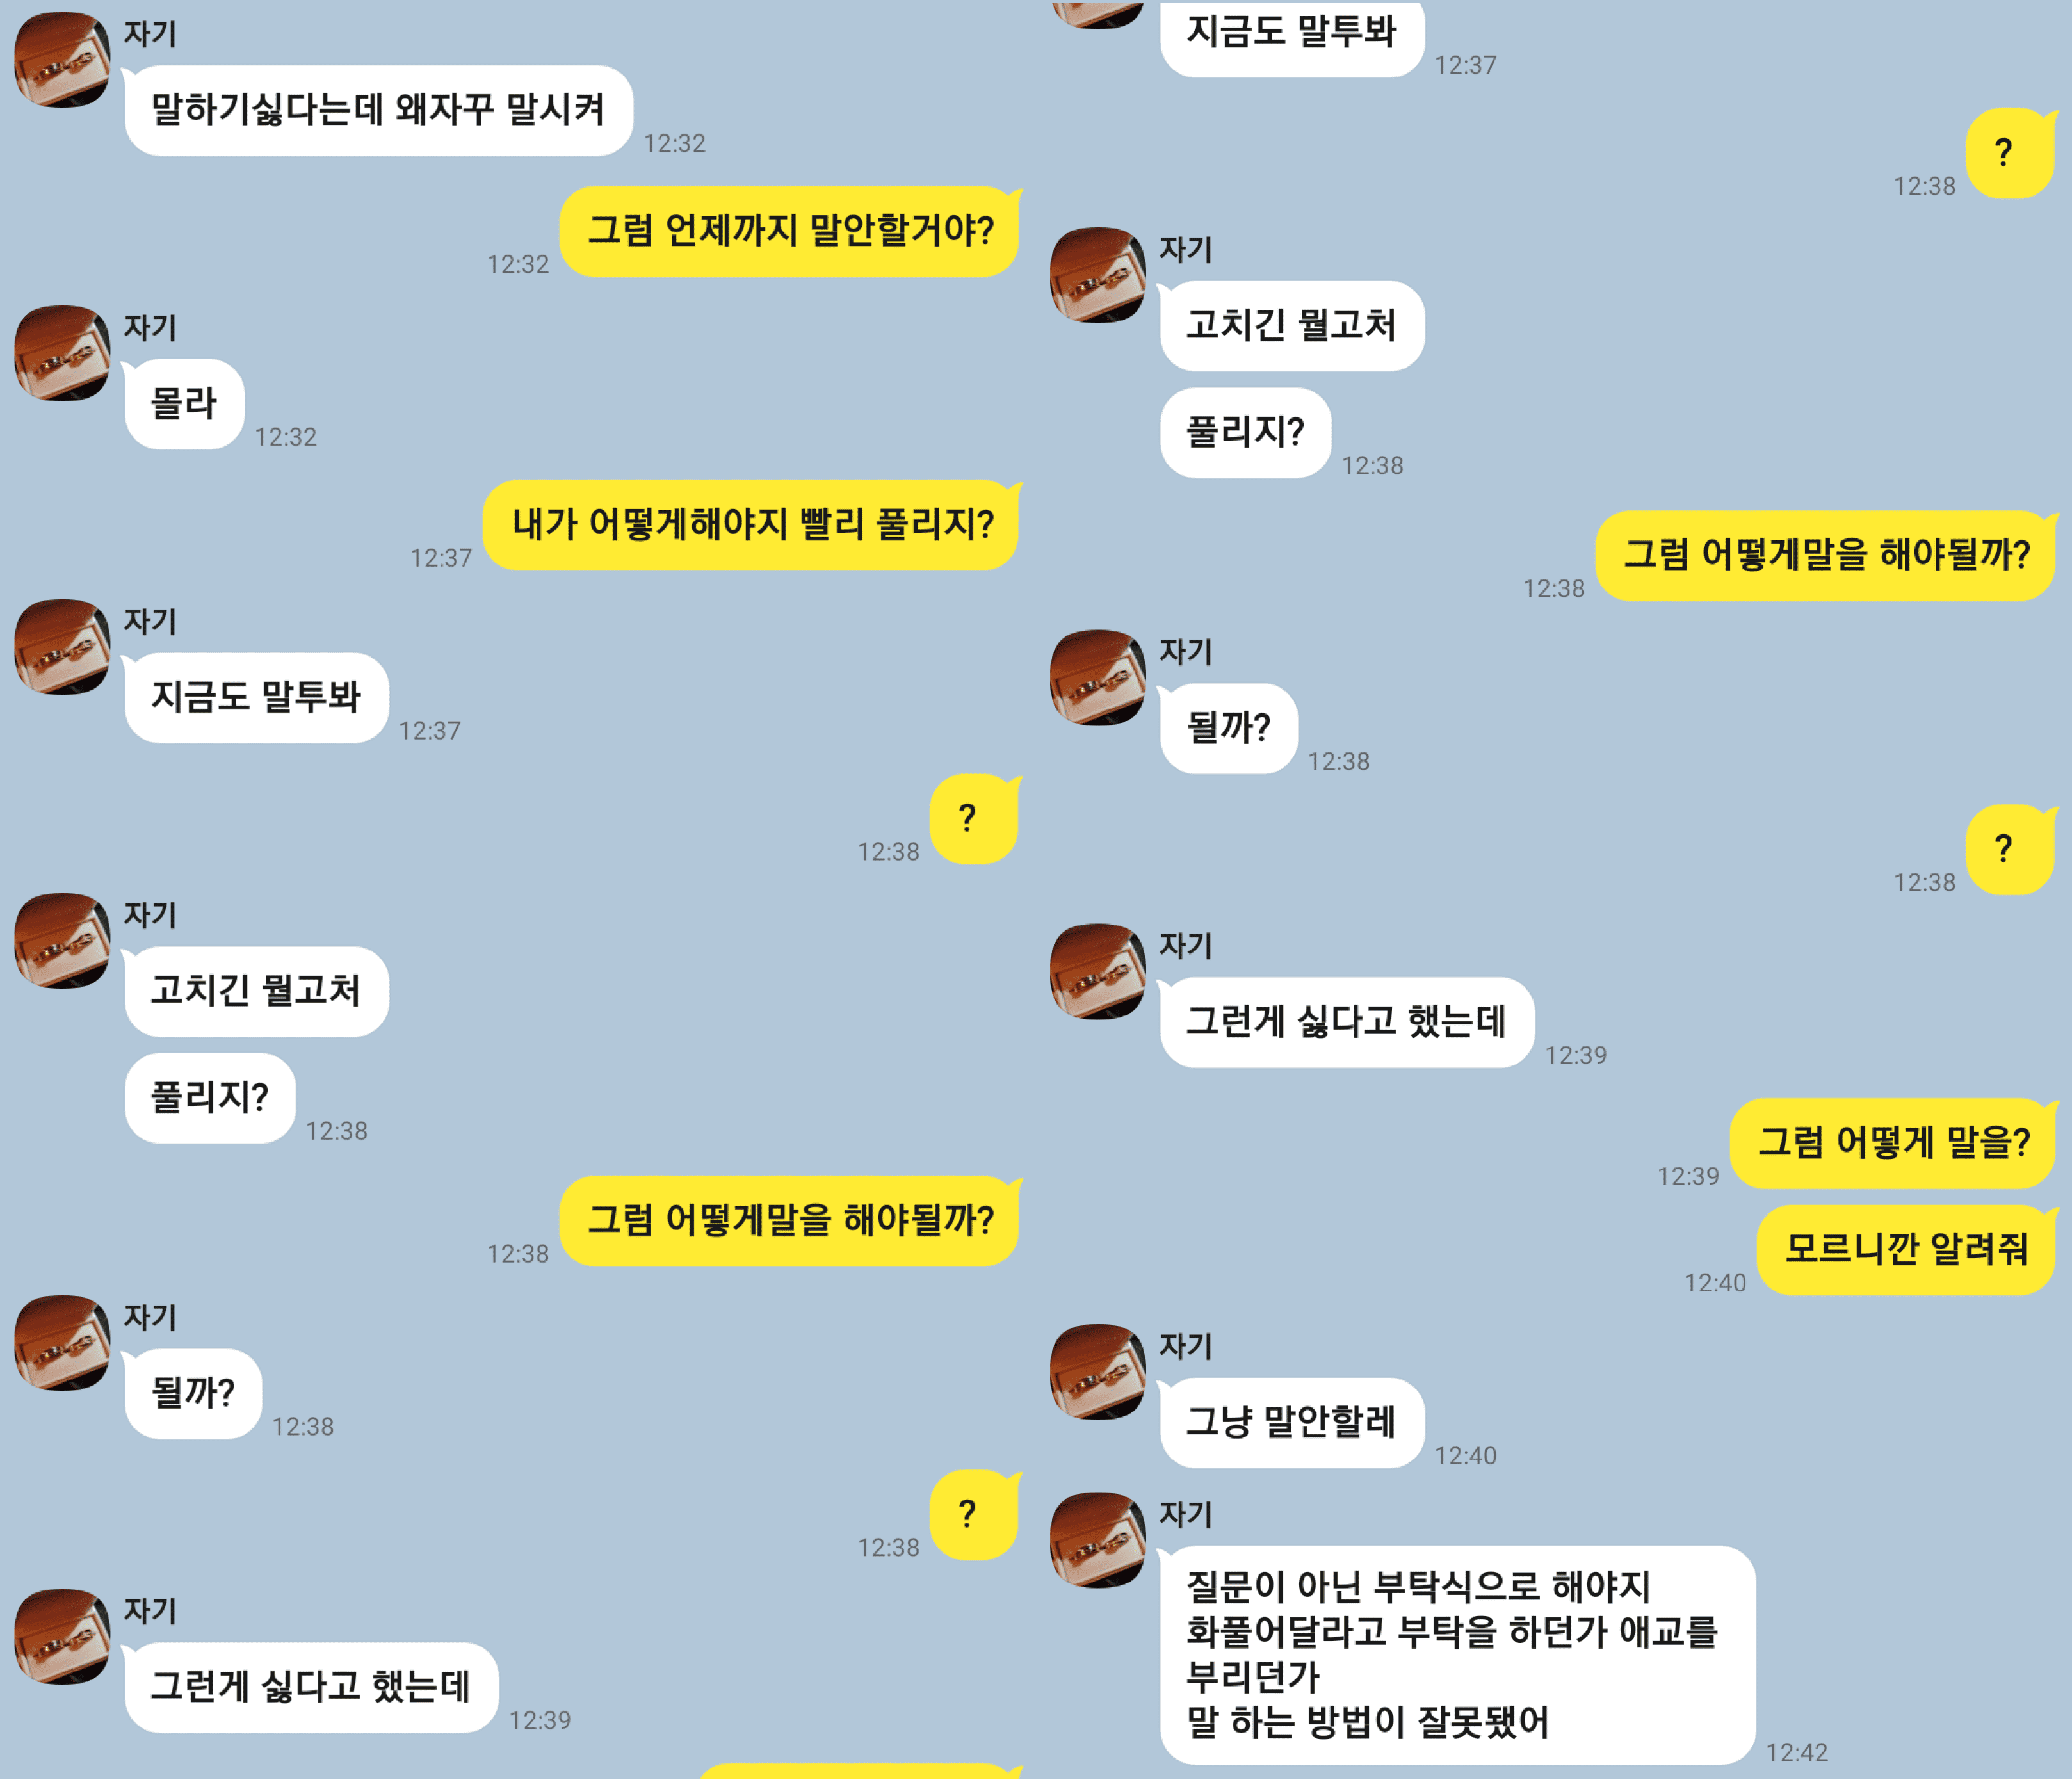 자기
말하기싫다는데 왜자꾸 말시켜
12:32
그럼 언제까지 말안할거야?
12:32
자기
몰라
12:32
내가 어떻게해야지 빨리 풀리지?
12:37
자기
지금도 말투봐
12:37
?
12:38
자기
고치긴 뭘고처
풀리지?
12:38
그럼 어떻게말을 해야될까?
12:38
자기
될까?
12:38
?
12:38
자기
그런게 싫다고 했는데
12:39
지금도 말투봐
12:37
?
12:38
자기
고치긴 뭘고처
풀리지?
12:38
그럼 어떻게말을 해야될까?
12:38
자기
될까?
12:38
?
12:38
자기
그런게 싫다고 했는데
12:39
그럼 어떻게 말을?
12:39
모르니깐 알려줘
12:40
자기
그냥 말안할레
12:40
자기
질문이 아닌 부탁식으로 해야지
화풀어달라고 부탁을 하던가 애교를
부리던가
말 하는 방법이 잘못됐어
12:42